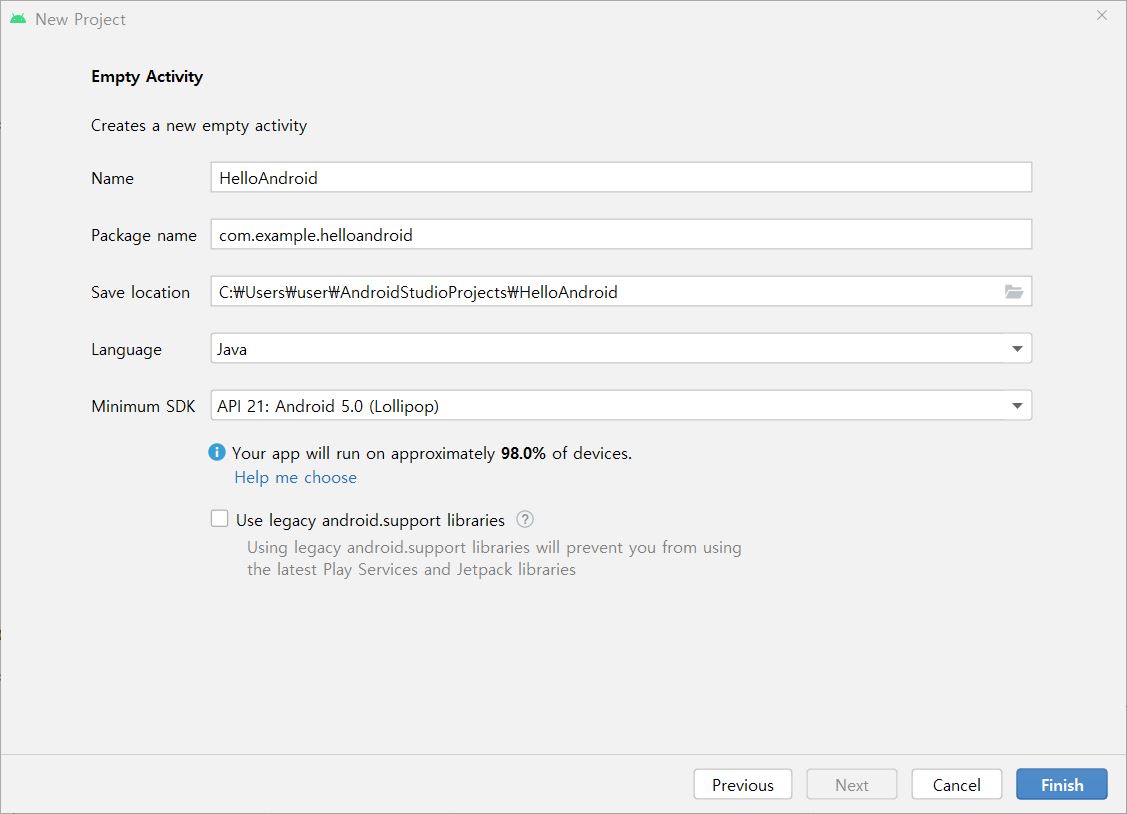 New Project
Empty Activity
Creates a new empty activity
Name HelloAndroid
Package name com.example.helloandroid
Save location C:₩Users₩user₩AndroidStudioProjects₩HelloAndroid
Language Java
Minimum SDK API 21: Android 5.0 (Lollipop)
Your app will run on approximately 98.0% of devices.
Help me choose
Use legacy android.support libraries ?
Using legacy android.support libraries will prevent you from using
the latest Play Services and Jetpack libraries
Previous Next Cancel Finish